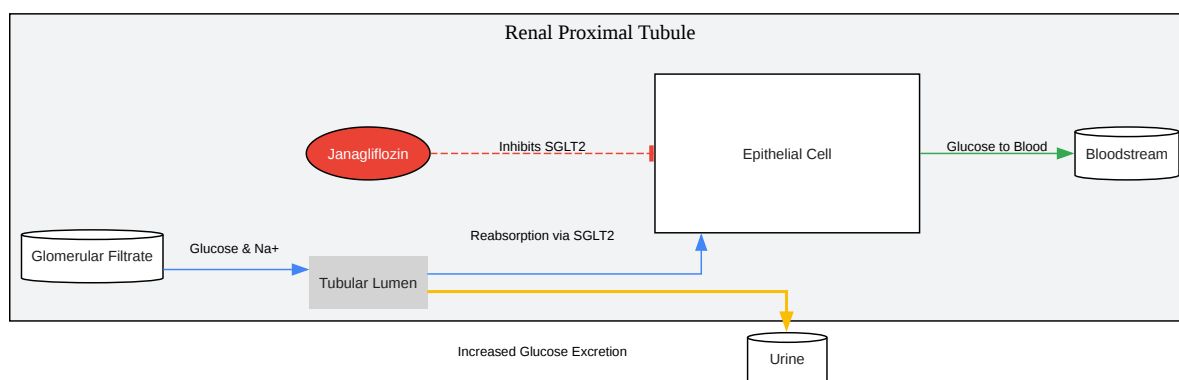 Renal Proximal Tubule
Janagliflozin
Inhibits SGLT2
Epithelial Cell
Glucose to Blood
Bloodstream
Glomerular Filtrate
Glucose & Na+
Reabsorption via SGLT2
Tubular Lumen
Increased Glucose Excretion
Urine